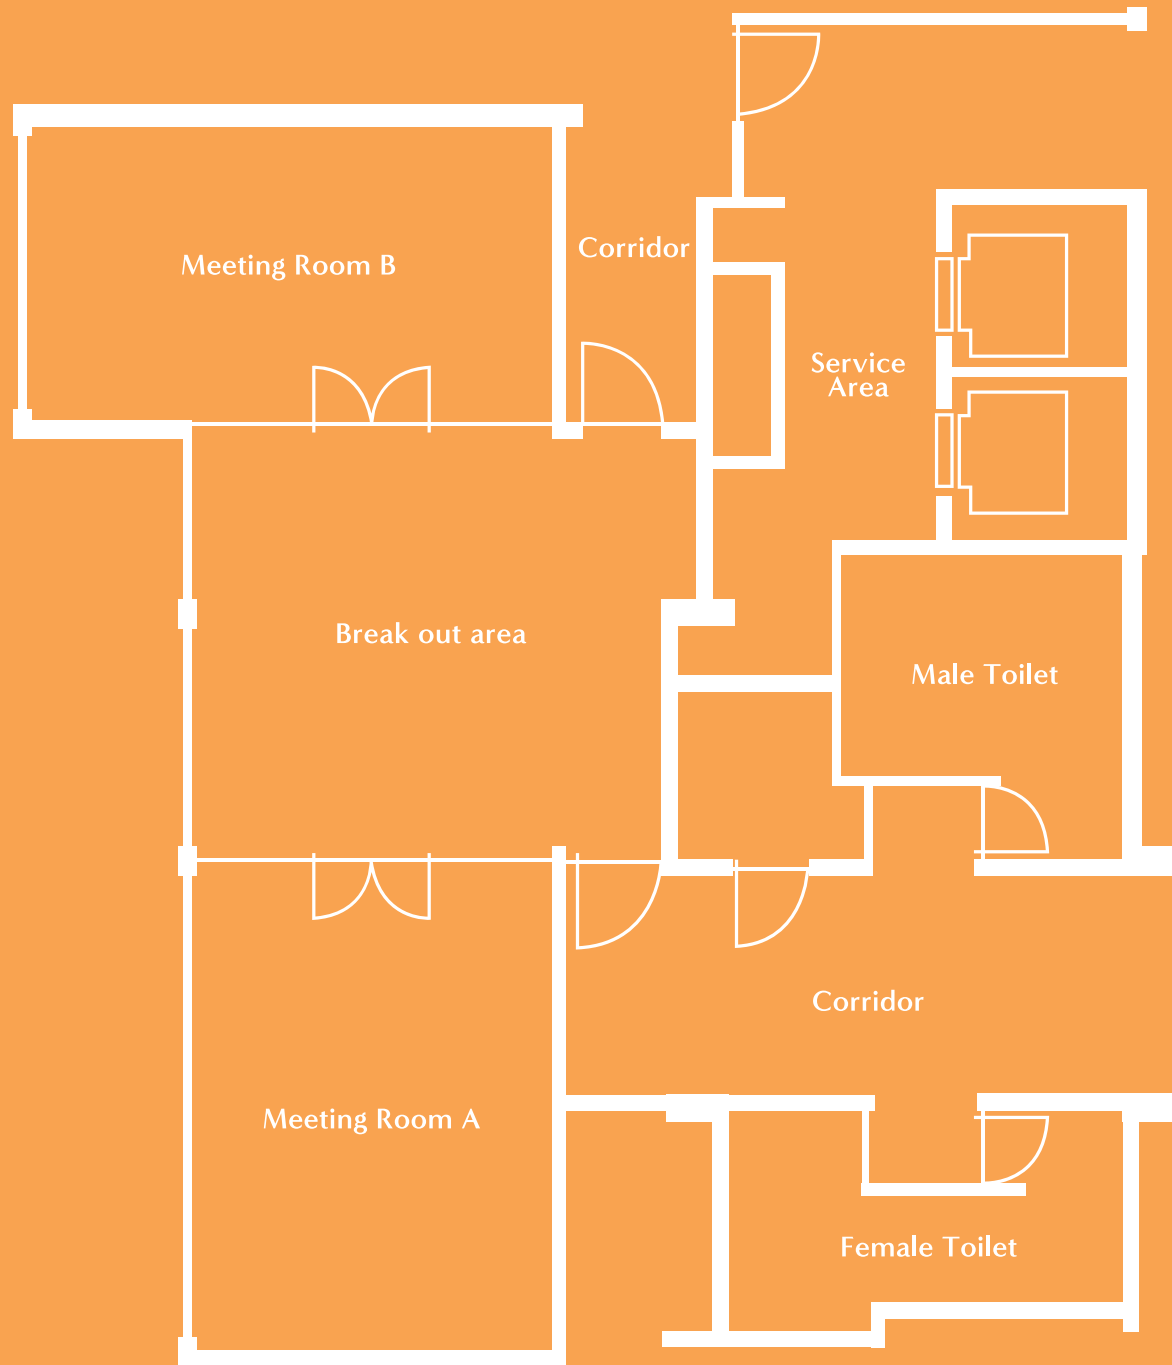 Corridor
Meeting Room B
Service
Area
Break out area
Male Toilet
Corridor
Meeting Room A
Female Toilet